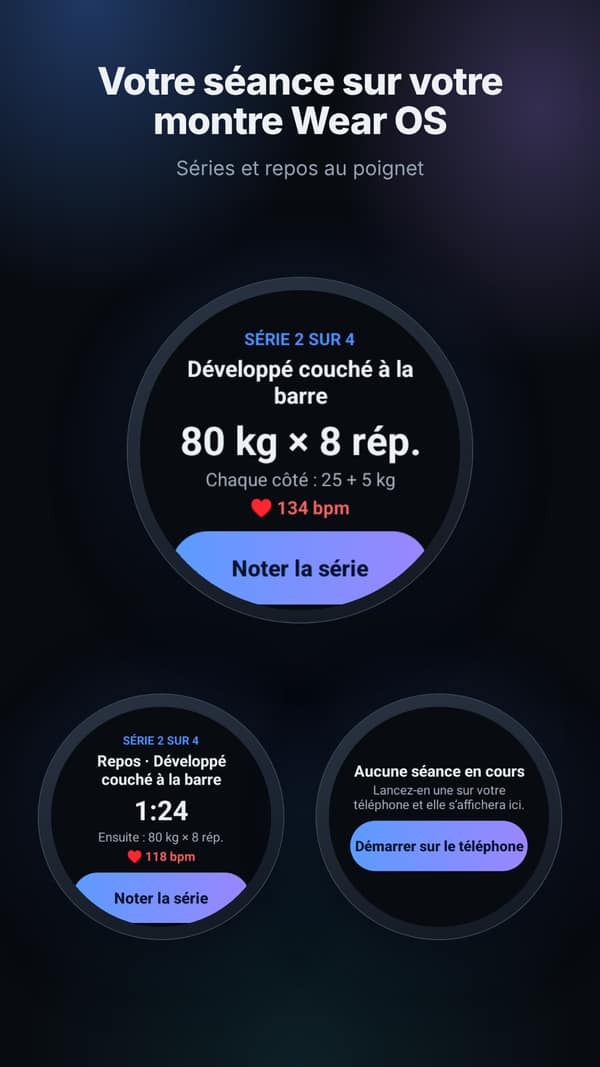 Votre séance sur votre
montre Wear OS
Séries et repos au poignet
SÉRIE 2 SUR 4
Développé couché à la
barre
80 kg × 8 rép.
Chaque côté : 25 + 5 kg
134 bpm
Noter la série
SÉRIE 2 SUR 4
Repos · Développé
couché à la barre
1:24
Ensuite : 80 kg × 8 rép.
118 bpm
Noter la série
Aucune séance en cours
Lancez-en une sur votre
téléphone et elle s’affichera ici.
Démarrer sur le téléphone